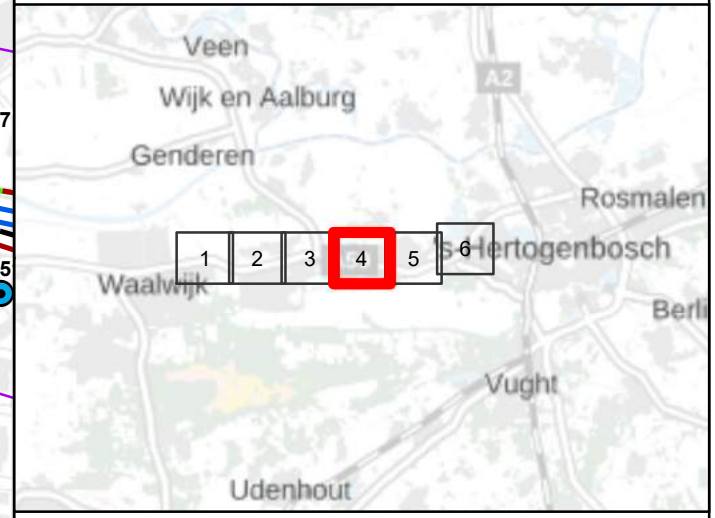 Veen
A2
Wijk en Aalburg
7
Genderen
Rosmalen
1 2 3 4 5 6
's-Hertogenbosch
5
Waalwijk
Berli
Vught
Udenhout